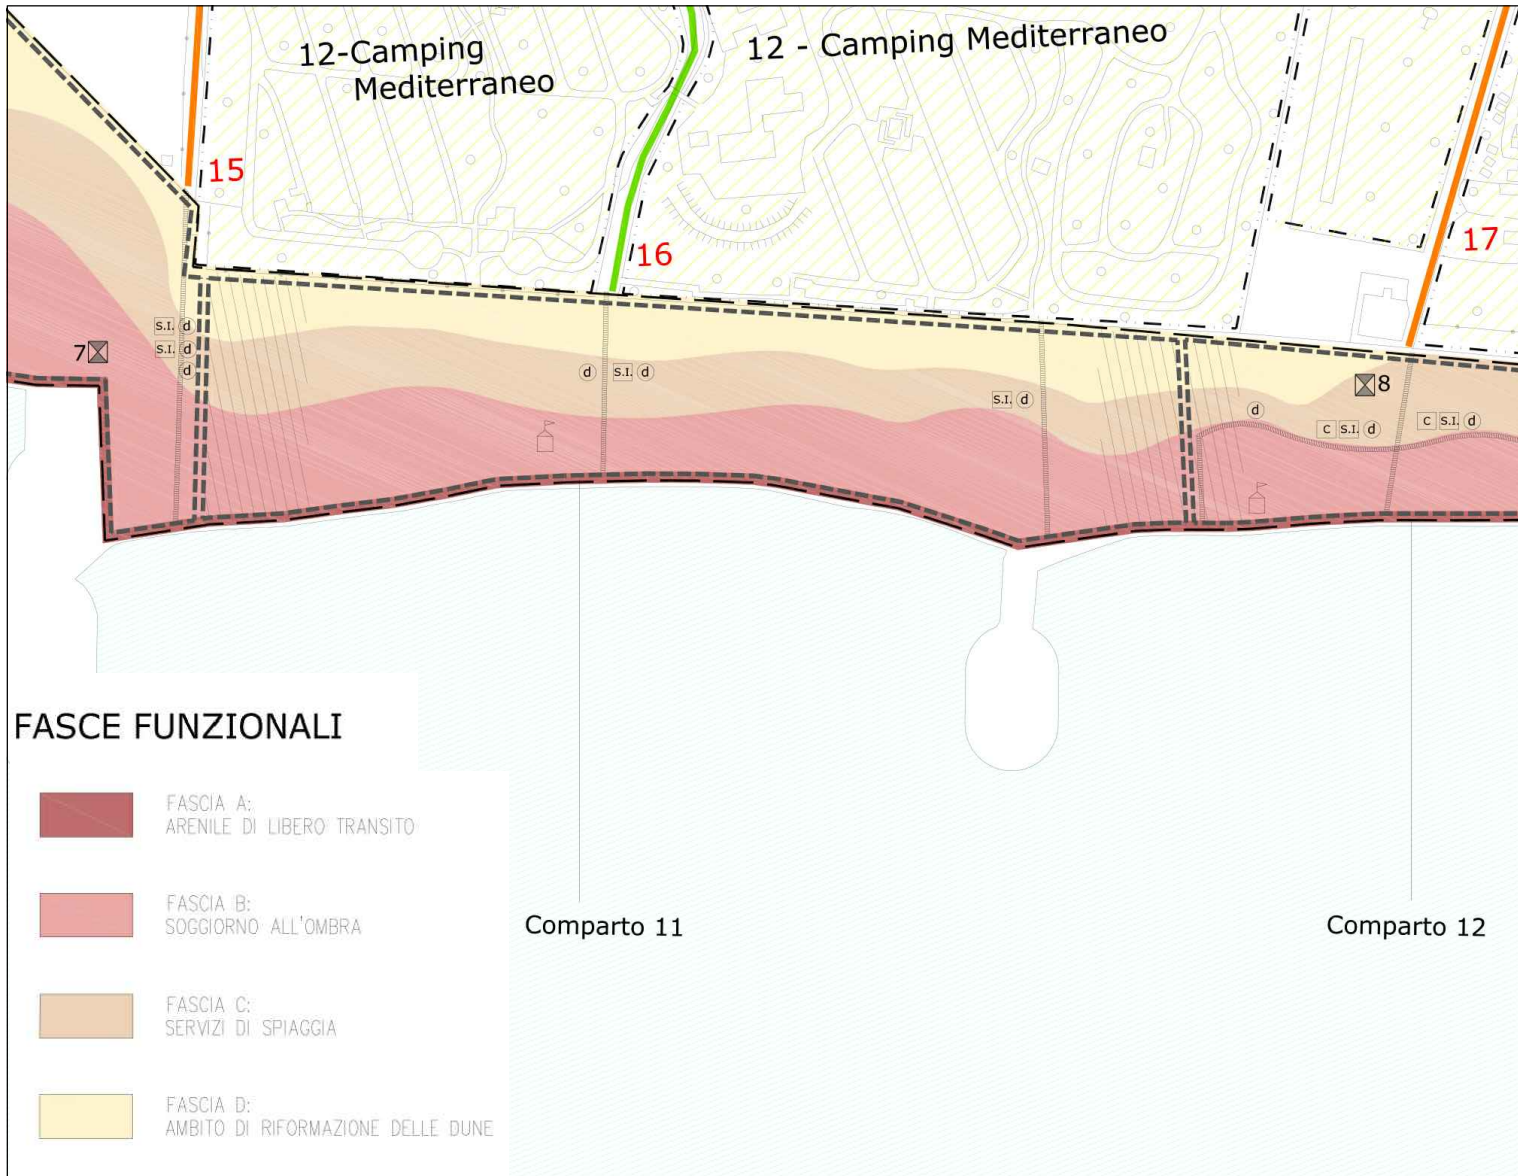 12-Camping
Mediterraneo
12 - Camping Mediterraneo
15
16
17
S.I. d
7
S.I. d
d
d S.I. d
S.I. d
8
d
C S.I. d
C S.I. d
FASCE FUNZIONALI
FASCIA A:
ARENILE DI LIBERO TRANSITO
FASCIA B:
SOGGIORNO ALL'OMBRA
Comparto 11
Comparto 12
FASCIA C:
SERVIZI DI SPIAGGIA
FASCIA D:
AMBITO DI RIFORMAZIONE DELLE DUNE